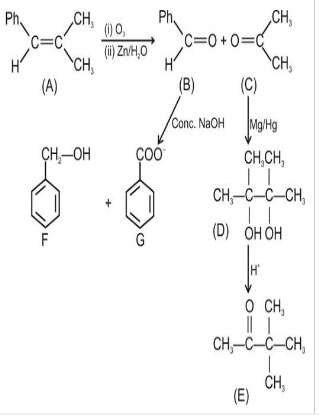 Ph CH₃ (i) O₃ Ph CH₃
C=C C=O + O=C
H CH₃ (ii) Zn/H₂O H CH₃
(A) (B) (C)
Conc. NaOH Mg/Hg
CH₂–OH COO⁻ CH₃CH₃
CH₃–C–C–CH₃
+
F G (D) OH OH
H⁺
O CH₃
CH₃–C–C–CH₃
CH₃
(E)